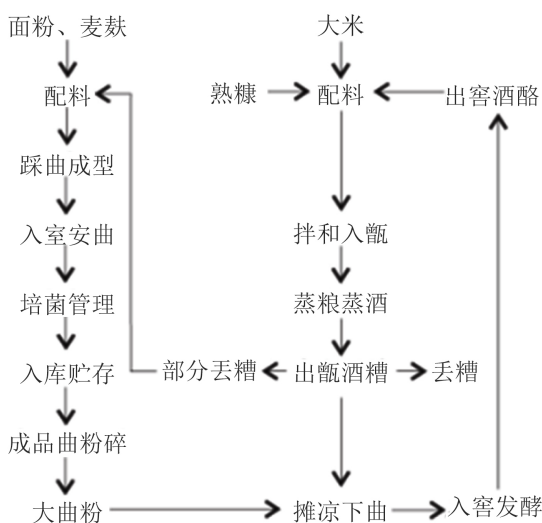 面粉、麦麸
大米
配料
熟糠
配料
出窖酒酪
踩曲成型
入室安曲
拌和入甑
培菌管理
蒸粮蒸酒
入库贮存
部分丢糟
出甑酒糟
丢糟
成品曲粉碎
大曲粉
摊凉下曲
入窖发酵